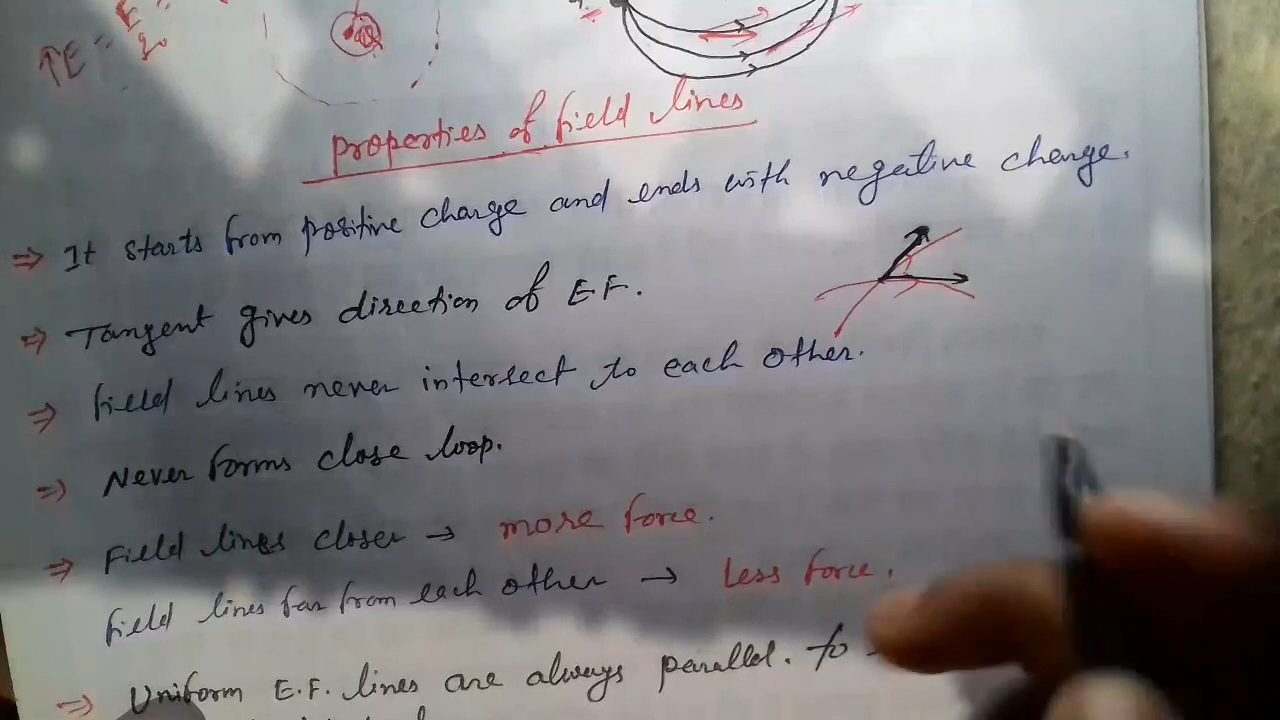 ↑E =
E =
q₀
Q
Properties of field lines
⇒ It starts from positive charge and ends with negative charge.
⇒ Tangent gives direction of E.F.
⇒ field lines never intersect to each other.
⇒ Never forms close loop.
⇒ Field lines closer → more force.
field lines far from each other → Less force.
⇒ Uniform E.F. lines are always parallel. to